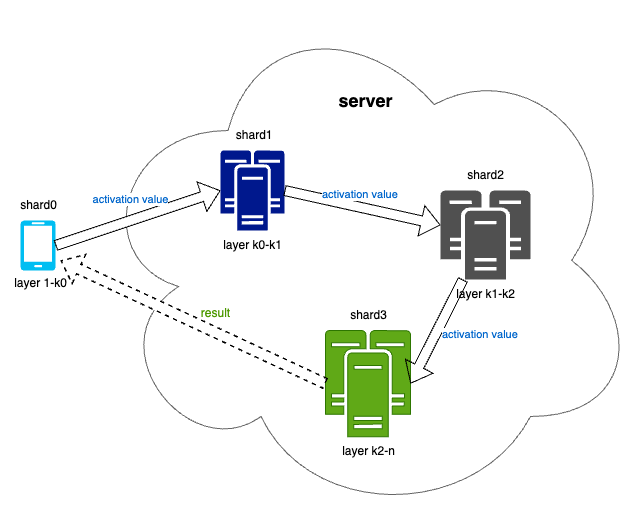 server
shard1
shard2
activation value
activation value
shard0
layer k0-k1
layer 1-k0
layer k1-k2
result
shard3
activation value
layer k2-n